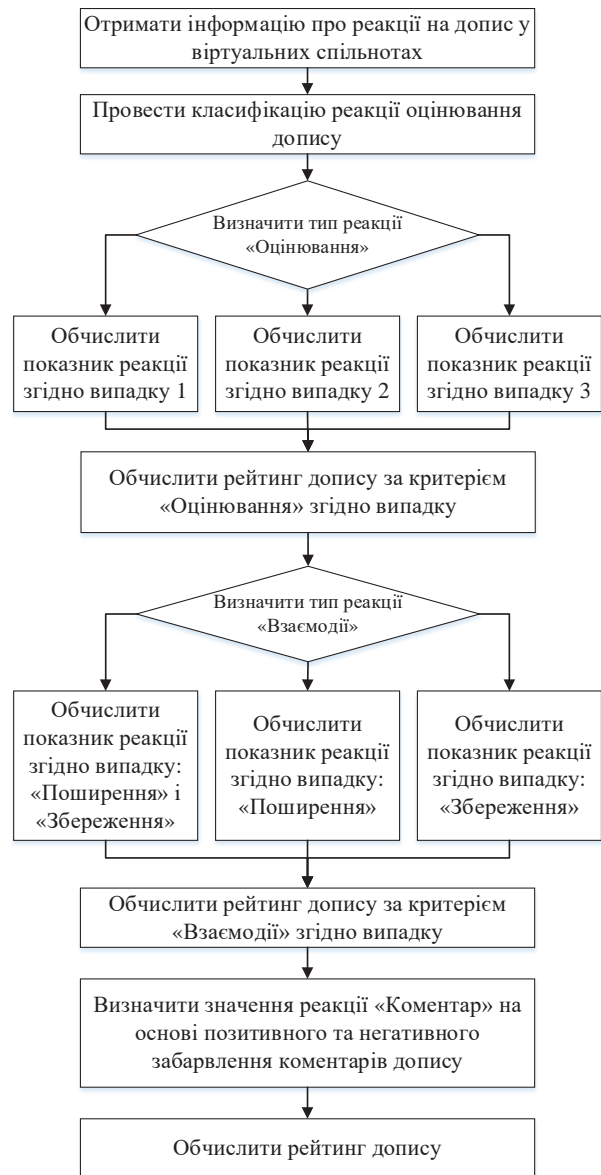 Отримати інформацію про реакції на допис у
віртуальних спільнотах
Провести класифікацію реакції оцінювання
допису
Визначити тип реакції
«Оцінювання»
Обчислити
показник реакції
згідно випадку 1
Обчислити
показник реакції
згідно випадку 2
Обчислити
показник реакції
згідно випадку 3
Обчислити рейтинг допису за критерієм
«Оцінювання» згідно випадку
Визначити тип реакції
«Взаємодії»
Обчислити
показник реакції
згідно випадку:
«Поширення» і
«Збереження»
Обчислити
показник реакції
згідно випадку:
«Поширення»
Обчислити
показник реакції
згідно випадку:
«Збереження»
Обчислити рейтинг допису за критерієм
«Взаємодії» згідно випадку
Визначити значення реакції «Коментар» на
основі позитивного та негативного
забарвлення коментарів допису
Обчислити рейтинг допису